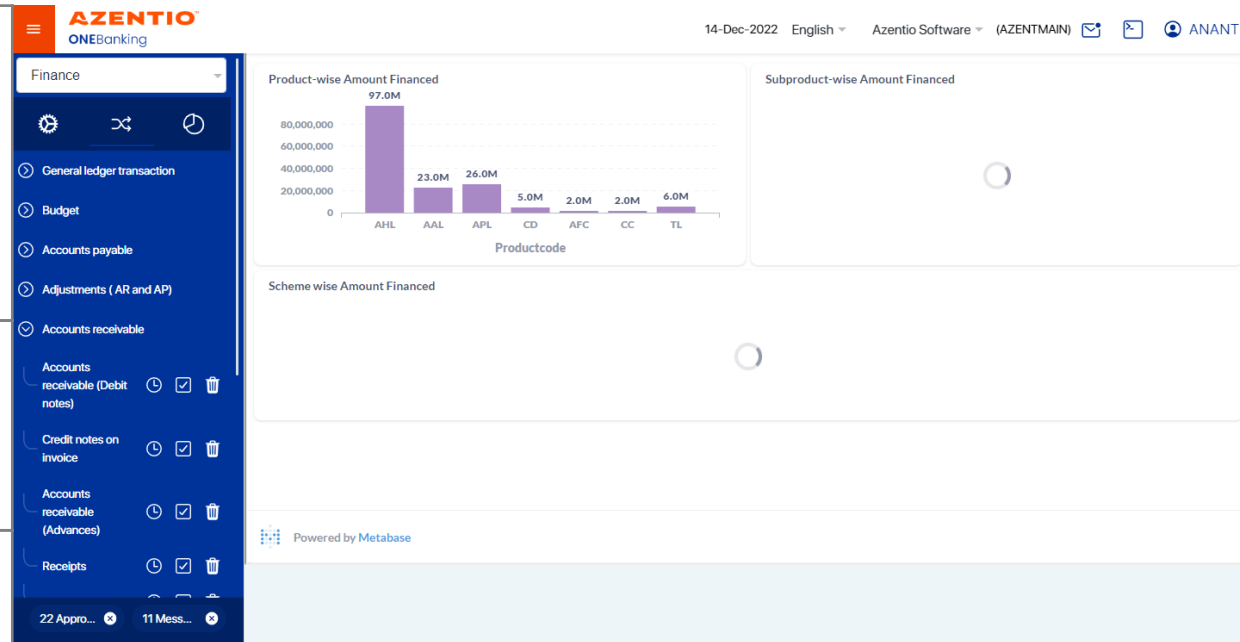 AZENTIO™
ONEBanking
14-Dec-2022 English Azentio Software (AZENTMAIN) ANANT
Finance
General ledger transaction
Budget
Accounts payable
Adjustments ( AR and AP)
Accounts receivable
Accounts
receivable (Debit
notes)
Credit notes on
invoice
Accounts
receivable
(Advances)
Receipts
22 Appro...
11 Mess...
Product-wise Amount Financed
97.0M
80,000,000
60,000,000
40,000,000
20,000,000
0
23.0M
26.0M
5.0M
2.0M
2.0M
6.0M
AHL AAL APL CD AFC CC TL
Productcode
Subproduct-wise Amount Financed
Scheme wise Amount Financed
Powered by Metabase